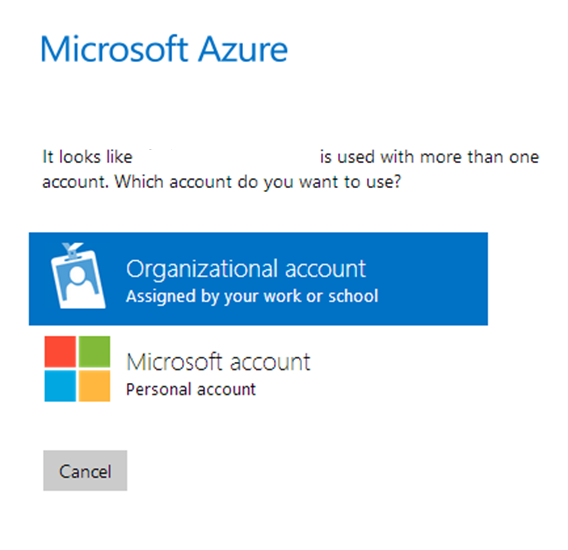 Microsoft Azure
It looks like is used with more than one
account. Which account do you want to use?
Organizational account
Assigned by your work or school
Microsoft account
Personal account
Cancel